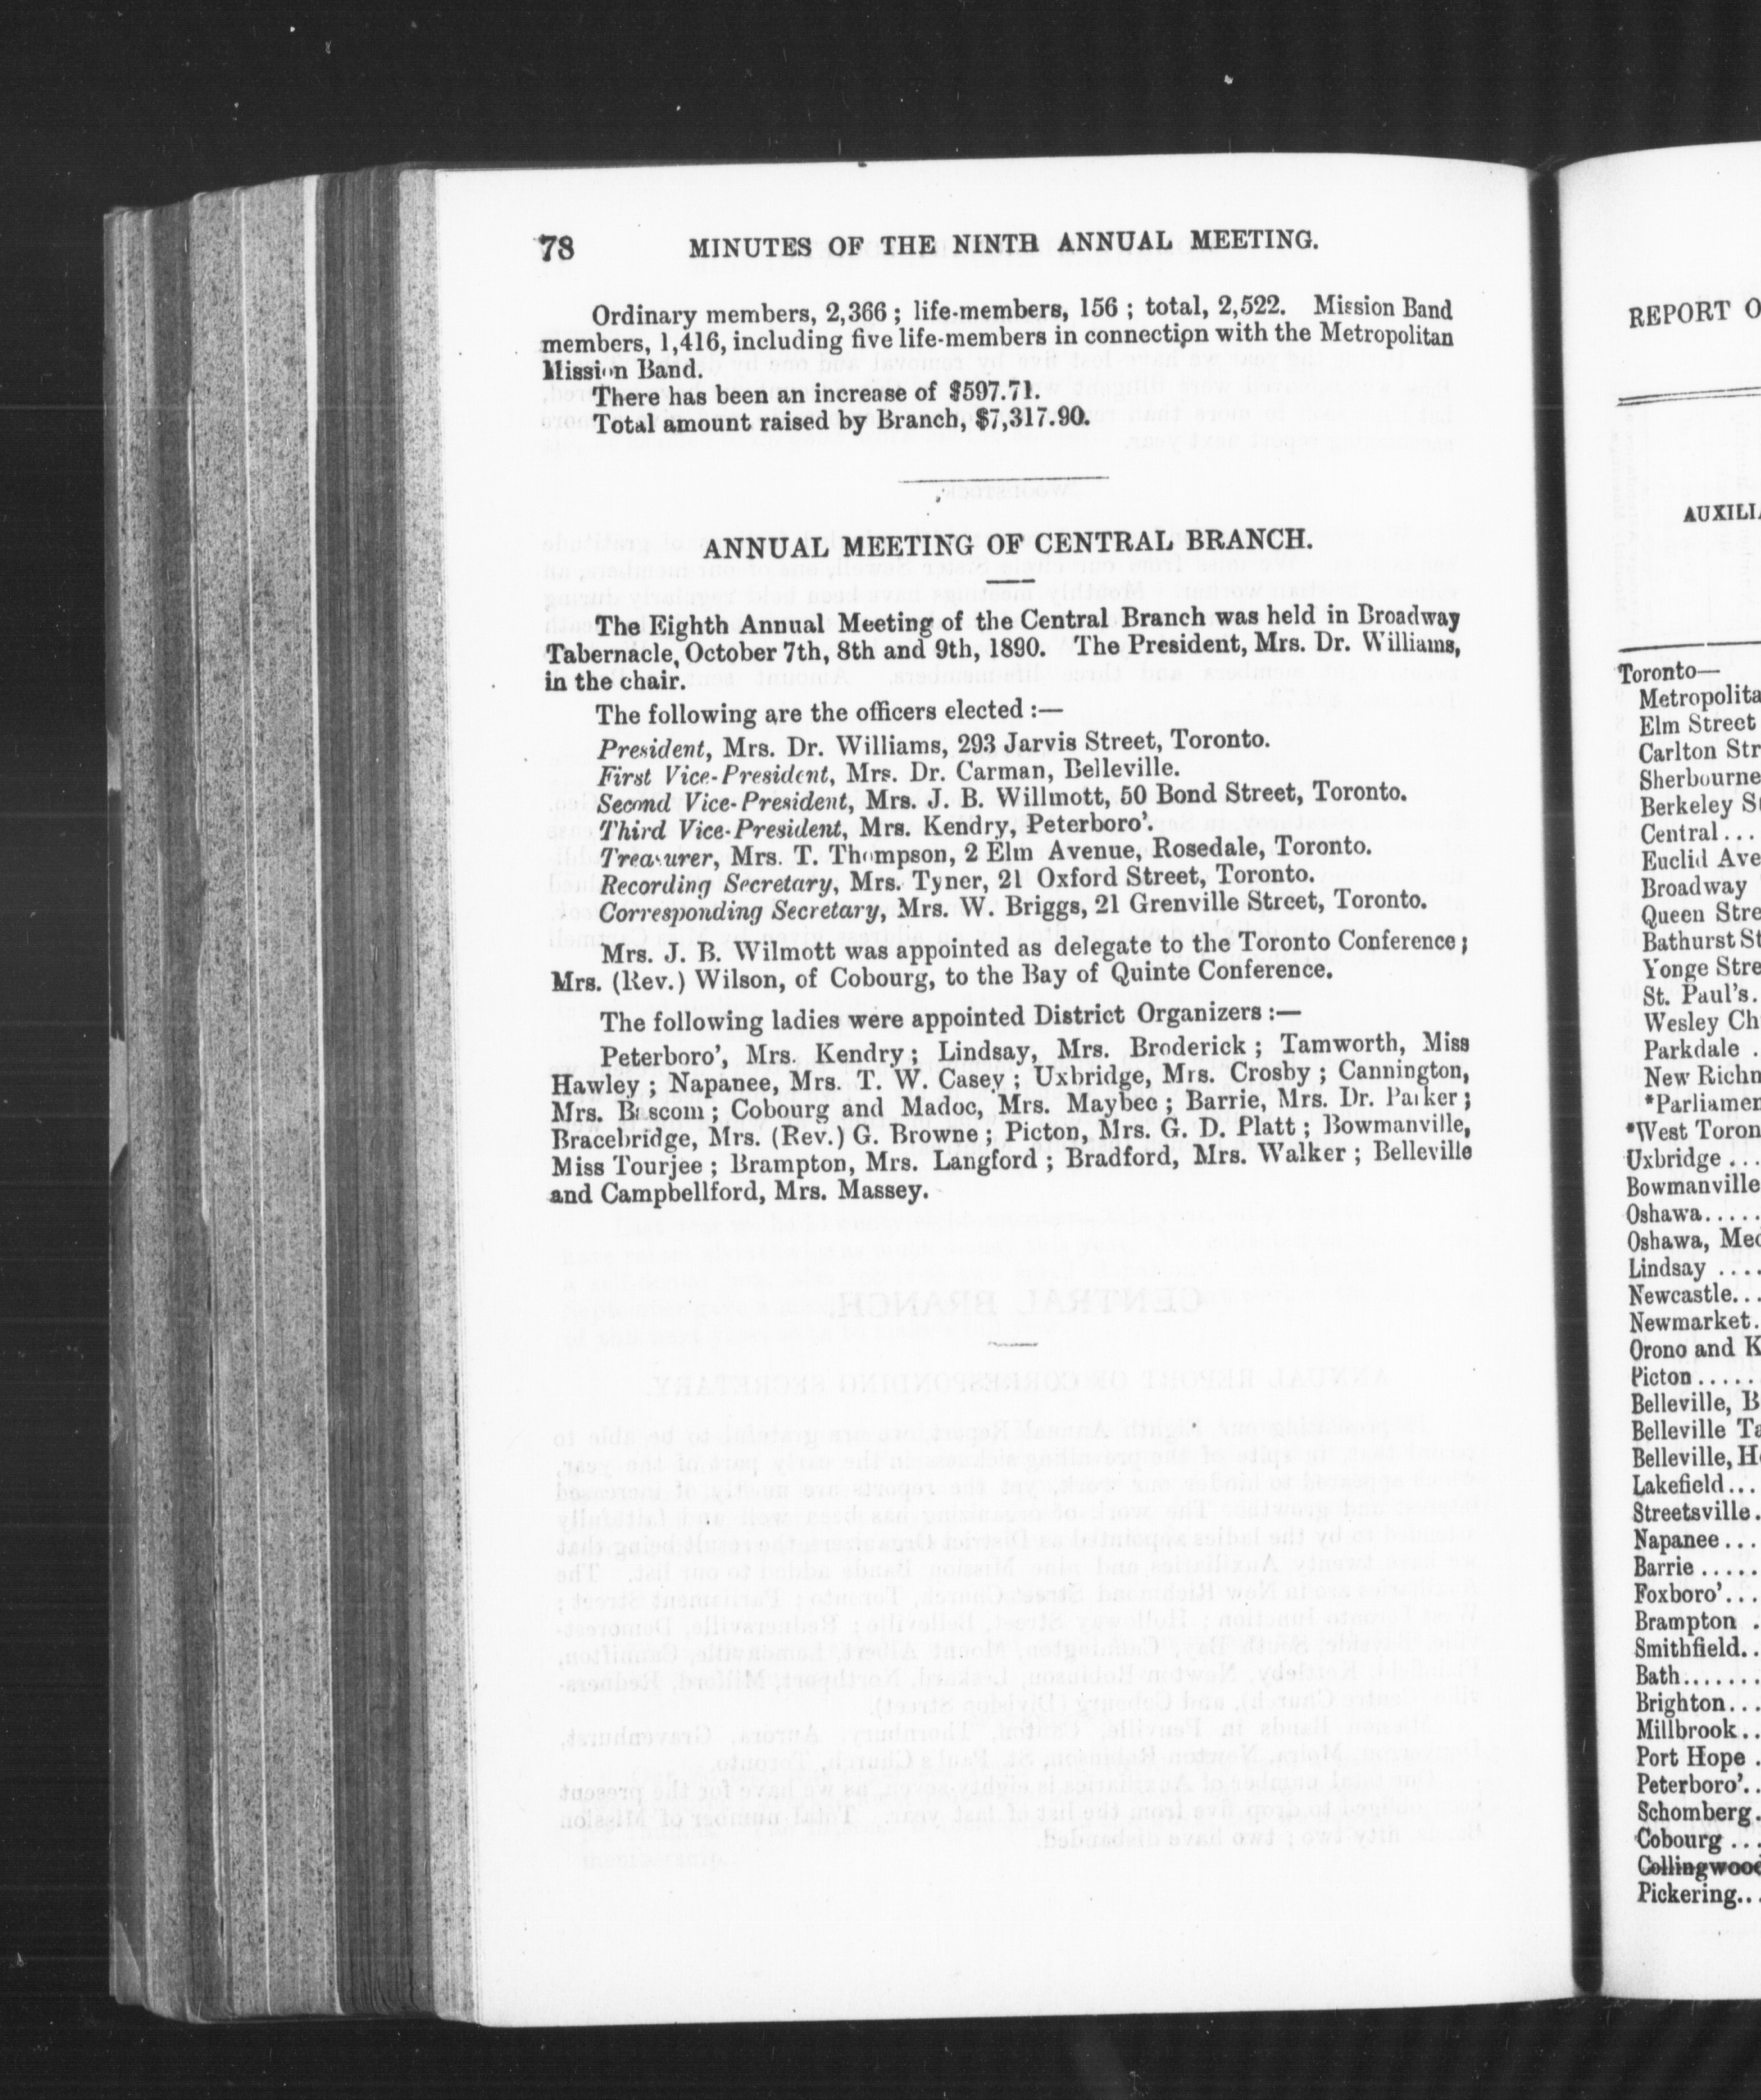 78 MINUTES OF THE NINTH ANNUAL MEETING.
Ordinary members, 2,366 ; life-members, 156 ; total, 2,522. Mission Band
members, 1,416, including five life-members in connection with the Metropolitan
Mission Band.
There has been an increase of $597.71.
Total amount raised by Branch, $7,317.90.
ANNUAL MEETING OF CENTRAL BRANCH.
The Eighth Annual Meeting of the Central Branch was held in Broadway
Tabernacle, October 7th, 8th and 9th, 1890. The President, Mrs. Dr. Williams,
in the chair.
The following are the officers elected :—
President, Mrs. Dr. Williams, 293 Jarvis Street, Toronto.
First Vice-President, Mrs. Dr. Carman, Belleville.
Second Vice-President, Mrs. J. B. Willmott, 50 Bond Street, Toronto.
Third Vice-President, Mrs. Kendry, Peterboro'.
Treasurer, Mrs. T. Thompson, 2 Elm Avenue, Rosedale, Toronto.
Recording Secretary, Mrs. Tyner, 21 Oxford Street, Toronto.
Corresponding Secretary, Mrs. W. Briggs, 21 Grenville Street, Toronto.
Mrs. J. B. Wilmott was appointed as delegate to the Toronto Conference ;
Mrs. (Rev.) Wilson, of Cobourg, to the Bay of Quinte Conference.
The following ladies were appointed District Organizers :—
Peterboro', Mrs. Kendry ; Lindsay, Mrs. Broderick ; Tamworth, Miss
Hawley ; Napanee, Mrs. T. W. Casey ; Uxbridge, Mrs. Crosby ; Cannington,
Mrs. Bascom ; Cobourg and Madoc, Mrs. Maybee ; Barrie, Mrs. Dr. Parker ;
Bracebridge, Mrs. (Rev.) G. Browne ; Picton, Mrs. G. D. Platt ; Bowmanville,
Miss Tourjee ; Brampton, Mrs. Langford ; Bradford, Mrs. Walker ; Belleville
and Campbellford, Mrs. Massey.
REPORT O
AUXILI
Toronto—
Metropolita
Elm Street
Carlton Str
Sherbourne
Berkeley S
Central...
Euclid Ave
Broadway
Queen Stre
Bathurst St
Yonge Stre
St. Paul's.
Wesley Ch
Parkdale .
New Richm
*Parliamen
*West Toron
Uxbridge...
Bowmanville
Oshawa.....
Oshawa, Med
Lindsay ....
Newcastle...
Newmarket.
Orono and K
Picton.....
Belleville, B
Belleville Ta
Belleville, H
Lakefield...
Streetsville.
Napanee...
Barrie.....
Foxboro'...
Brampton .
Smithfield..
Bath.......
Brighton...
Millbrook..
Port Hope .
Peterboro'..
Schomberg.
Cobourg ...
Collingwood
Pickering...